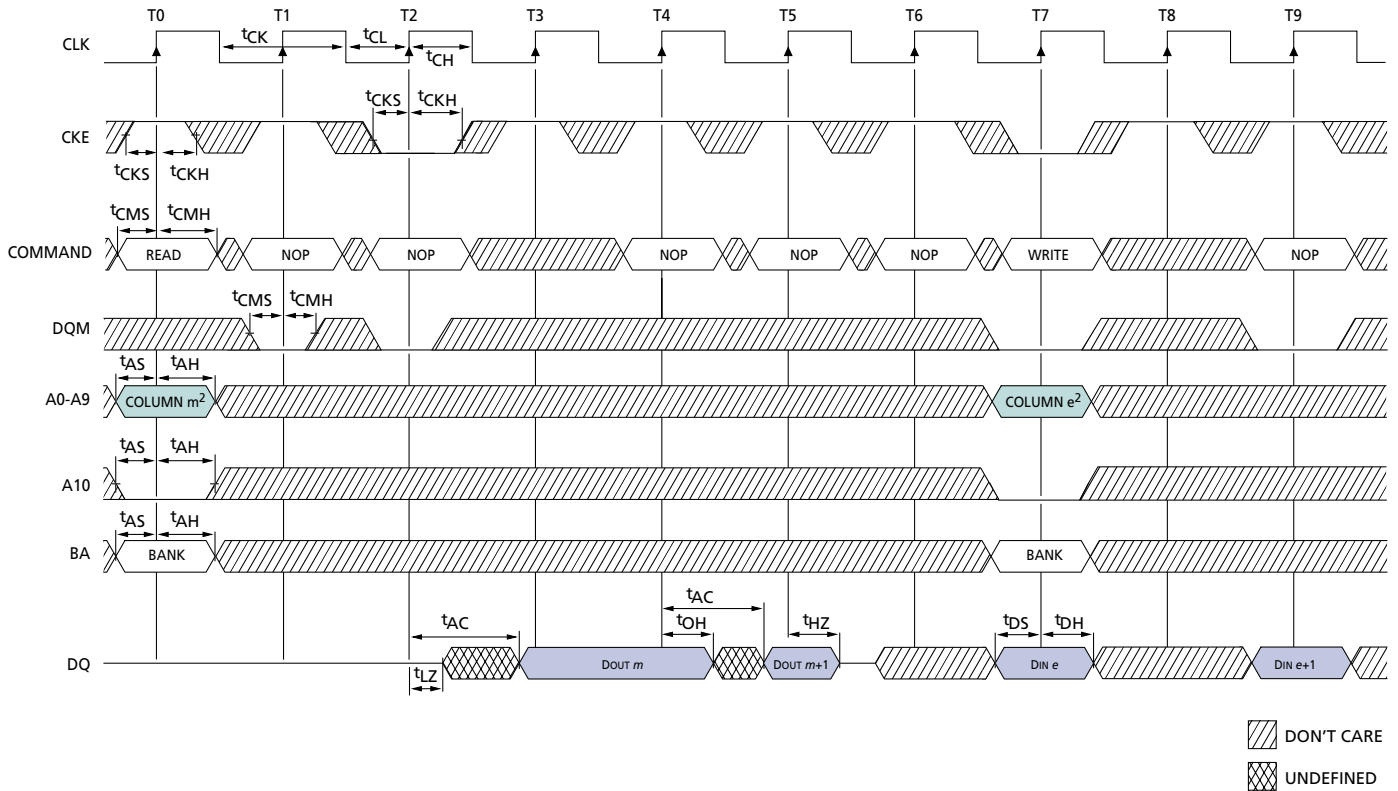 T0 T1 T2 T3 T4 T5 T6 T7 T8 T9
CLK
tCK tCL
tCH
tCKS tCKH
CKE
tCKS tCKH
tCMS tCMH
COMMAND READ NOP NOP NOP NOP NOP WRITE NOP
tCMS tCMH
DQM
tAS tAH
A0-A9 COLUMN m² COLUMN e²
tAS tAH
A10
tAS tAH
BA BANK BANK
tAC
tAC tOH tHZ tDS tDH
DQ DOUT m DOUT m+1 DIN e DIN e+1
tLZ
DON'T CARE
UNDEFINED